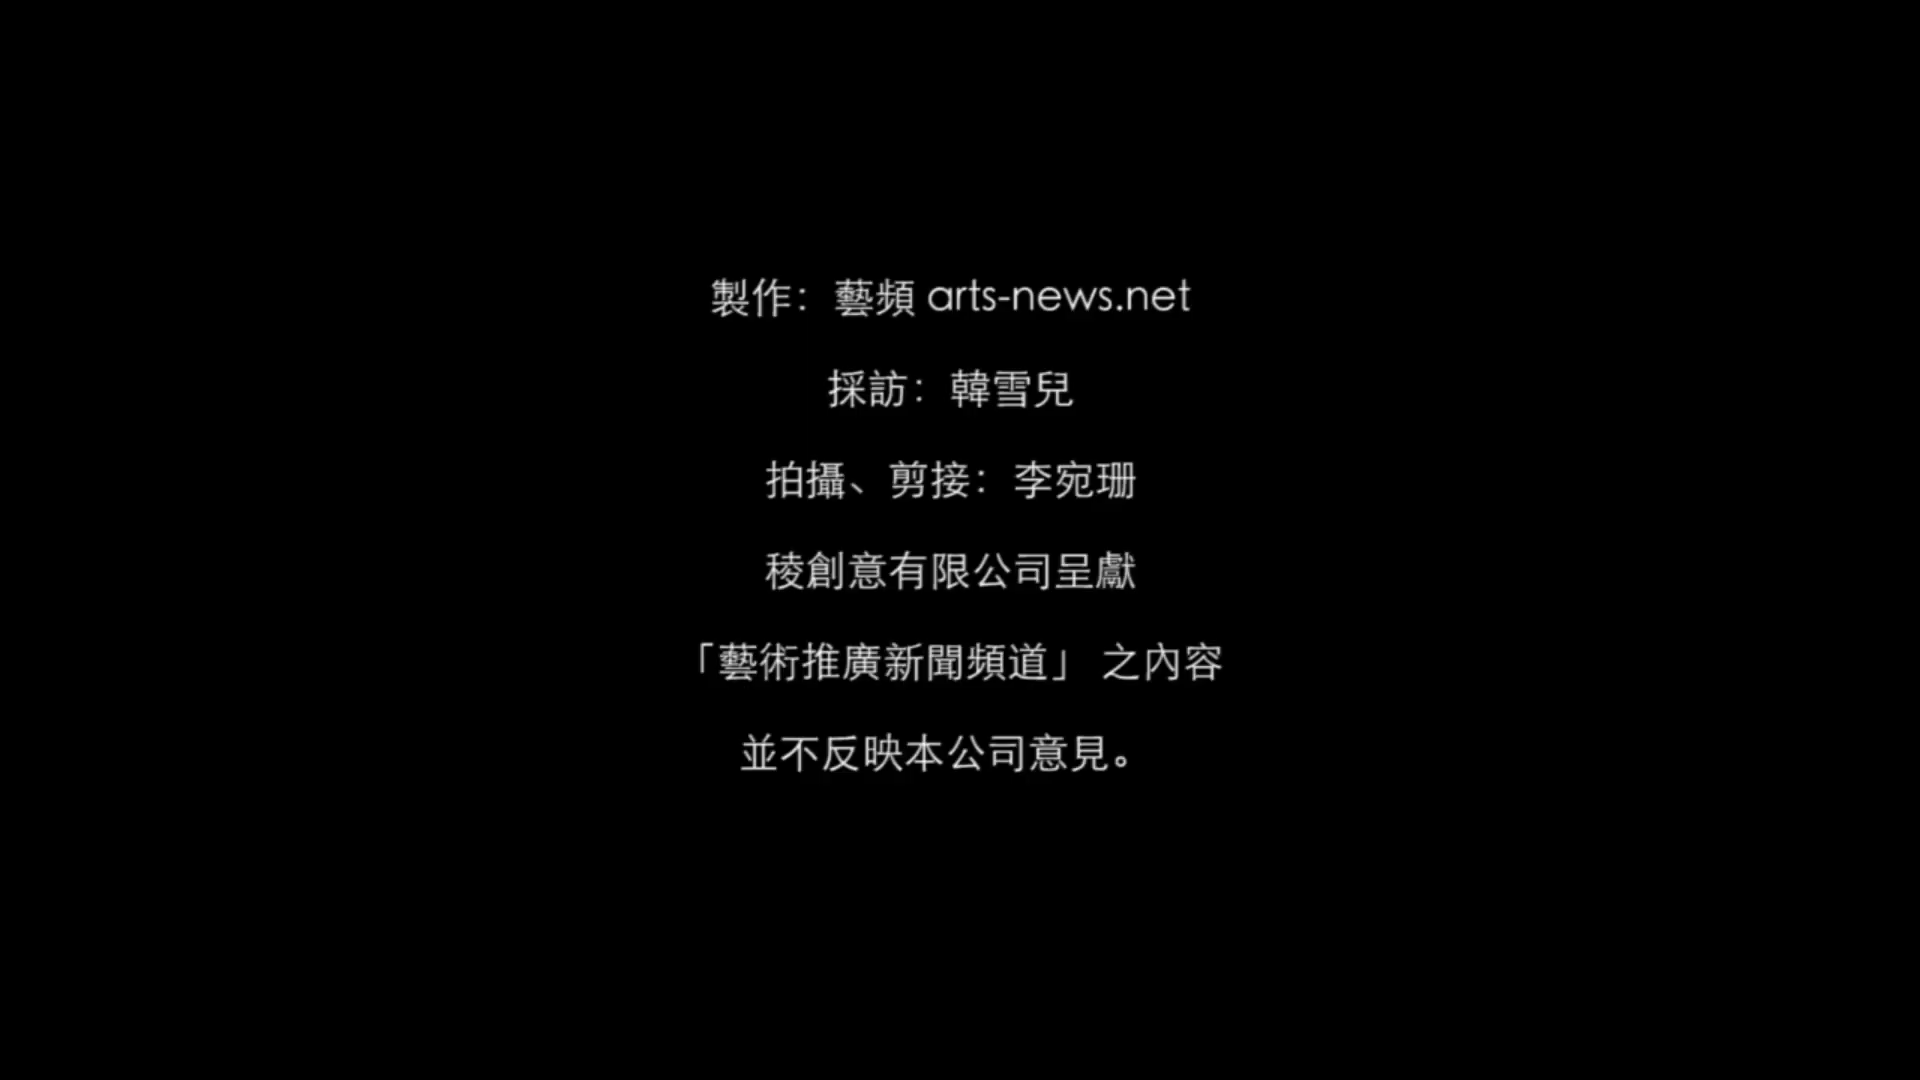 製作：藝頻 arts-news.net
採訪：韓雪兒
拍攝、剪接：李宛珊
稜創意有限公司呈獻
「藝術推廣新聞頻道」 之內容
並不反映本公司意見。